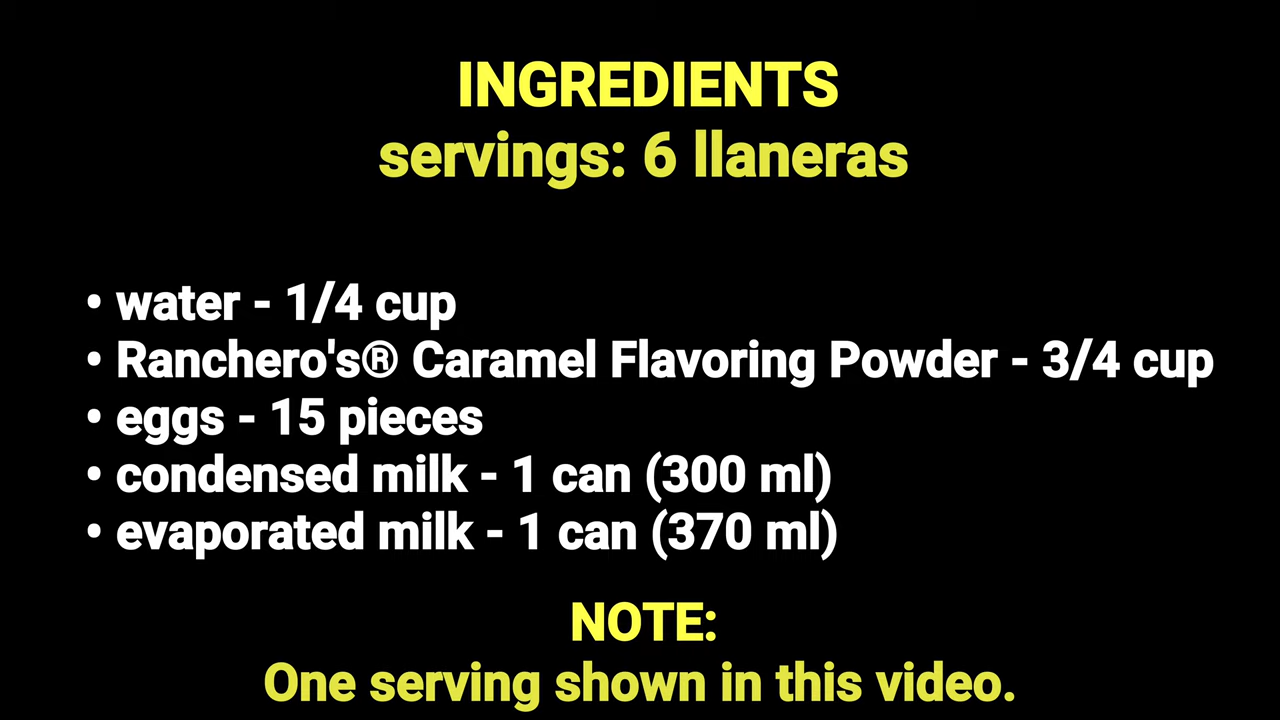 INGREDIENTS
servings: 6 llaneras
• water - 1/4 cup
• Ranchero's® Caramel Flavoring Powder - 3/4 cup
• eggs - 15 pieces
• condensed milk - 1 can (300 ml)
• evaporated milk - 1 can (370 ml)
NOTE:
One serving shown in this video.